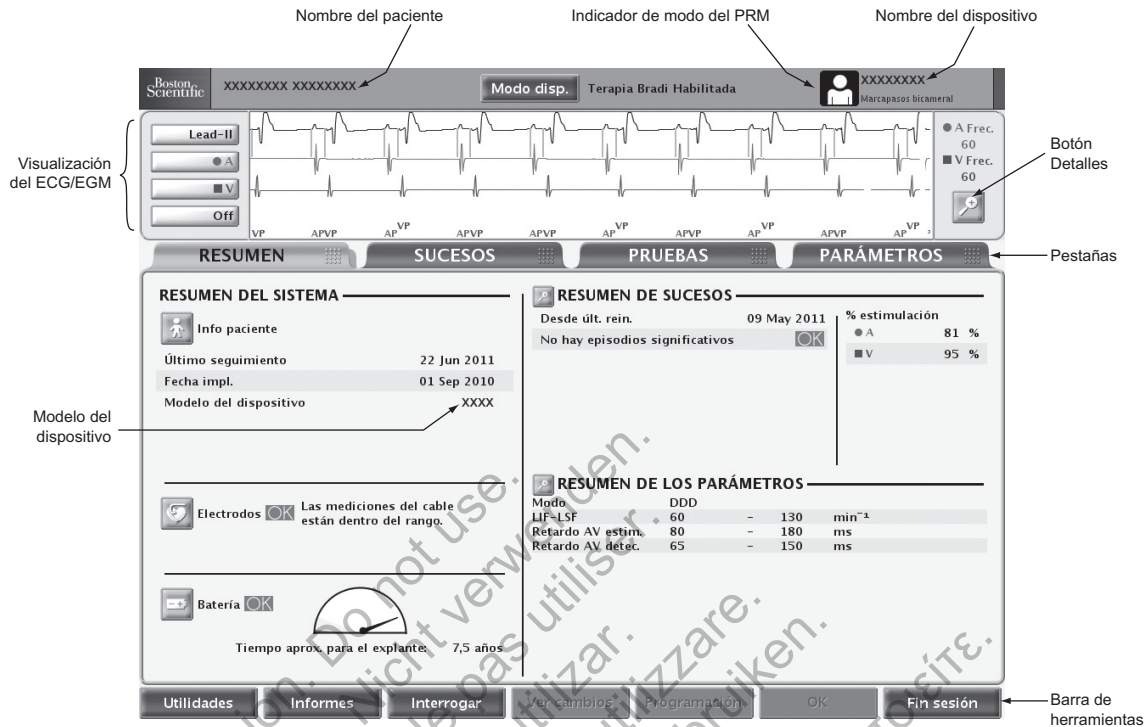 Nombre del paciente
Indicador de modo del PRM
Nombre del dispositivo
Boston Scientific
XXXXXXXX XXXXXXXX
Modo disp.
Terapia Bradi Habilitada
XXXXXXXX
Marcapasos bicameral
Visualización
del ECG/EGM
Lead-II
A
V
Off
VP APVP AP VP APVP APVP AP VP AP VP APVP APVP AP VP
A Frec.
60
V Frec.
60
Botón
Detalles
RESUMEN SUCESOS PRUEBAS PARÁMETROS
Pestañas
RESUMEN DEL SISTEMA
Info paciente
Último seguimiento 22 Jun 2011
Fecha impl. 01 Sep 2010
Modelo del dispositivo XXXX
Modelo del
dispositivo
Electrodos OK Las mediciones del cable
están dentro del rango.
Batería OK
Tiempo aprox. para el explante: 7,5 años
RESUMEN DE SUCESOS
Desde últ. rein. 09 May 2011
No hay episodios significativos OK
% estimulación
A 81 %
V 95 %
RESUMEN DE LOS PARÁMETROS
Modo DDD
LIF-LSF 60 - 130 min⁻¹
Retardo AV estim. 80 - 180 ms
Retardo AV detec. 65 - 150 ms
Utilidades Informes Interrogar Ver cambios Programación OK Fin sesión
Barra de
herramientas
Do not use.
Nicht verwenden.
pas utiliser.